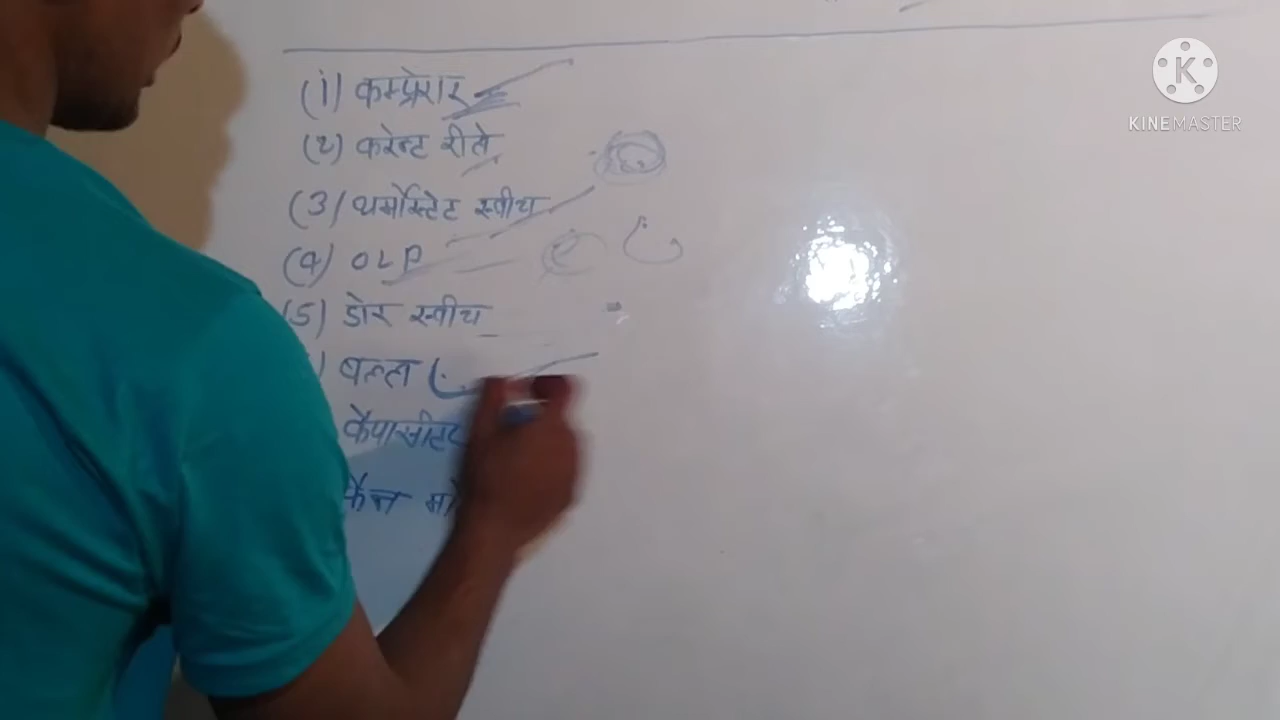 (1) कम्प्रेशर
(2) करेन्ट रीले
(3) थर्मोस्टेट स्वीच
(4) OLP
(5) डोर स्वीच
) बल्ब
कैपासीटर
फैन
KINEMASTER